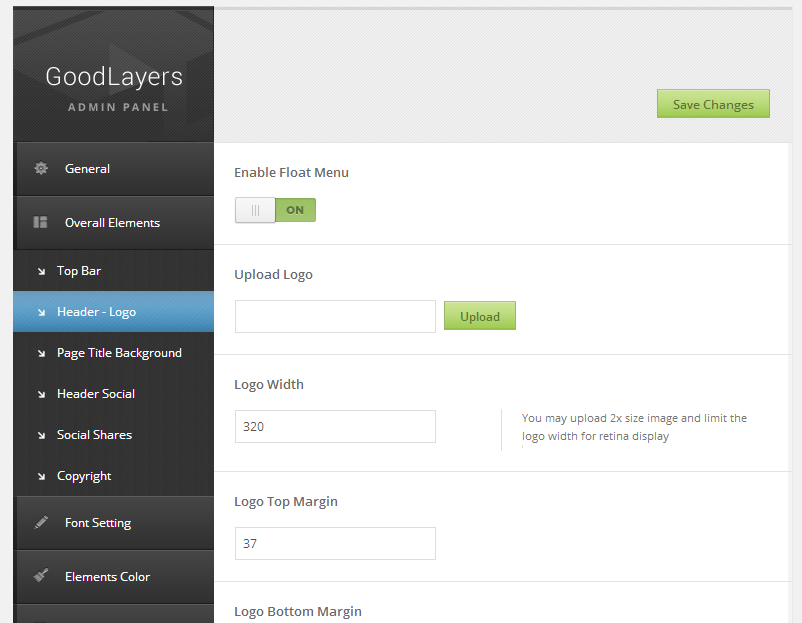 GoodLayers
ADMIN PANEL
Save Changes
General
Overall Elements
Top Bar
Header - Logo
Page Title Background
Header Social
Social Shares
Copyright
Font Setting
Elements Color
Enable Float Menu
ON
Upload Logo
Upload
Logo Width
320
You may upload 2x size image and limit the
logo width for retina display
Logo Top Margin
37
Logo Bottom Margin